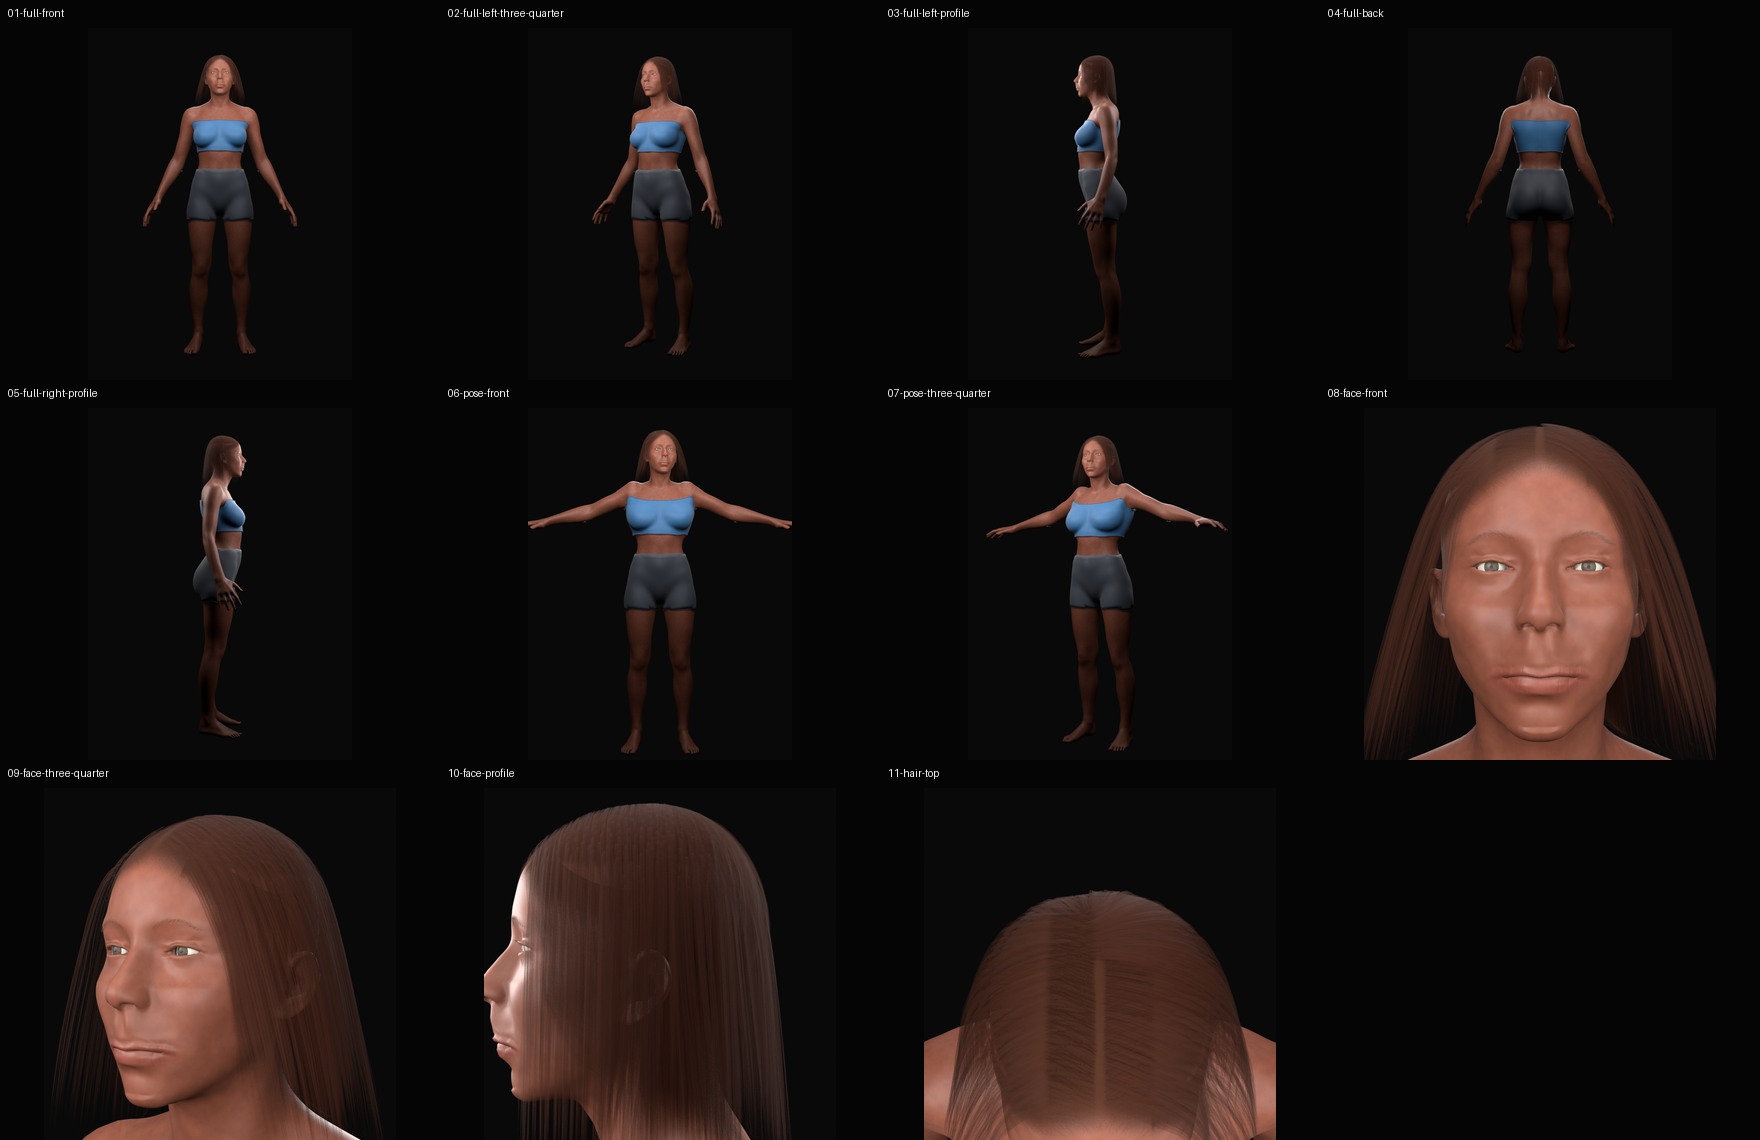 01-full-front
02-full-left-three-quarter
03-full-left-profile
04-full-back
05-full-right-profile
06-pose-front
07-pose-three-quarter
08-face-front
09-face-three-quarter
10-face-profile
11-hair-top